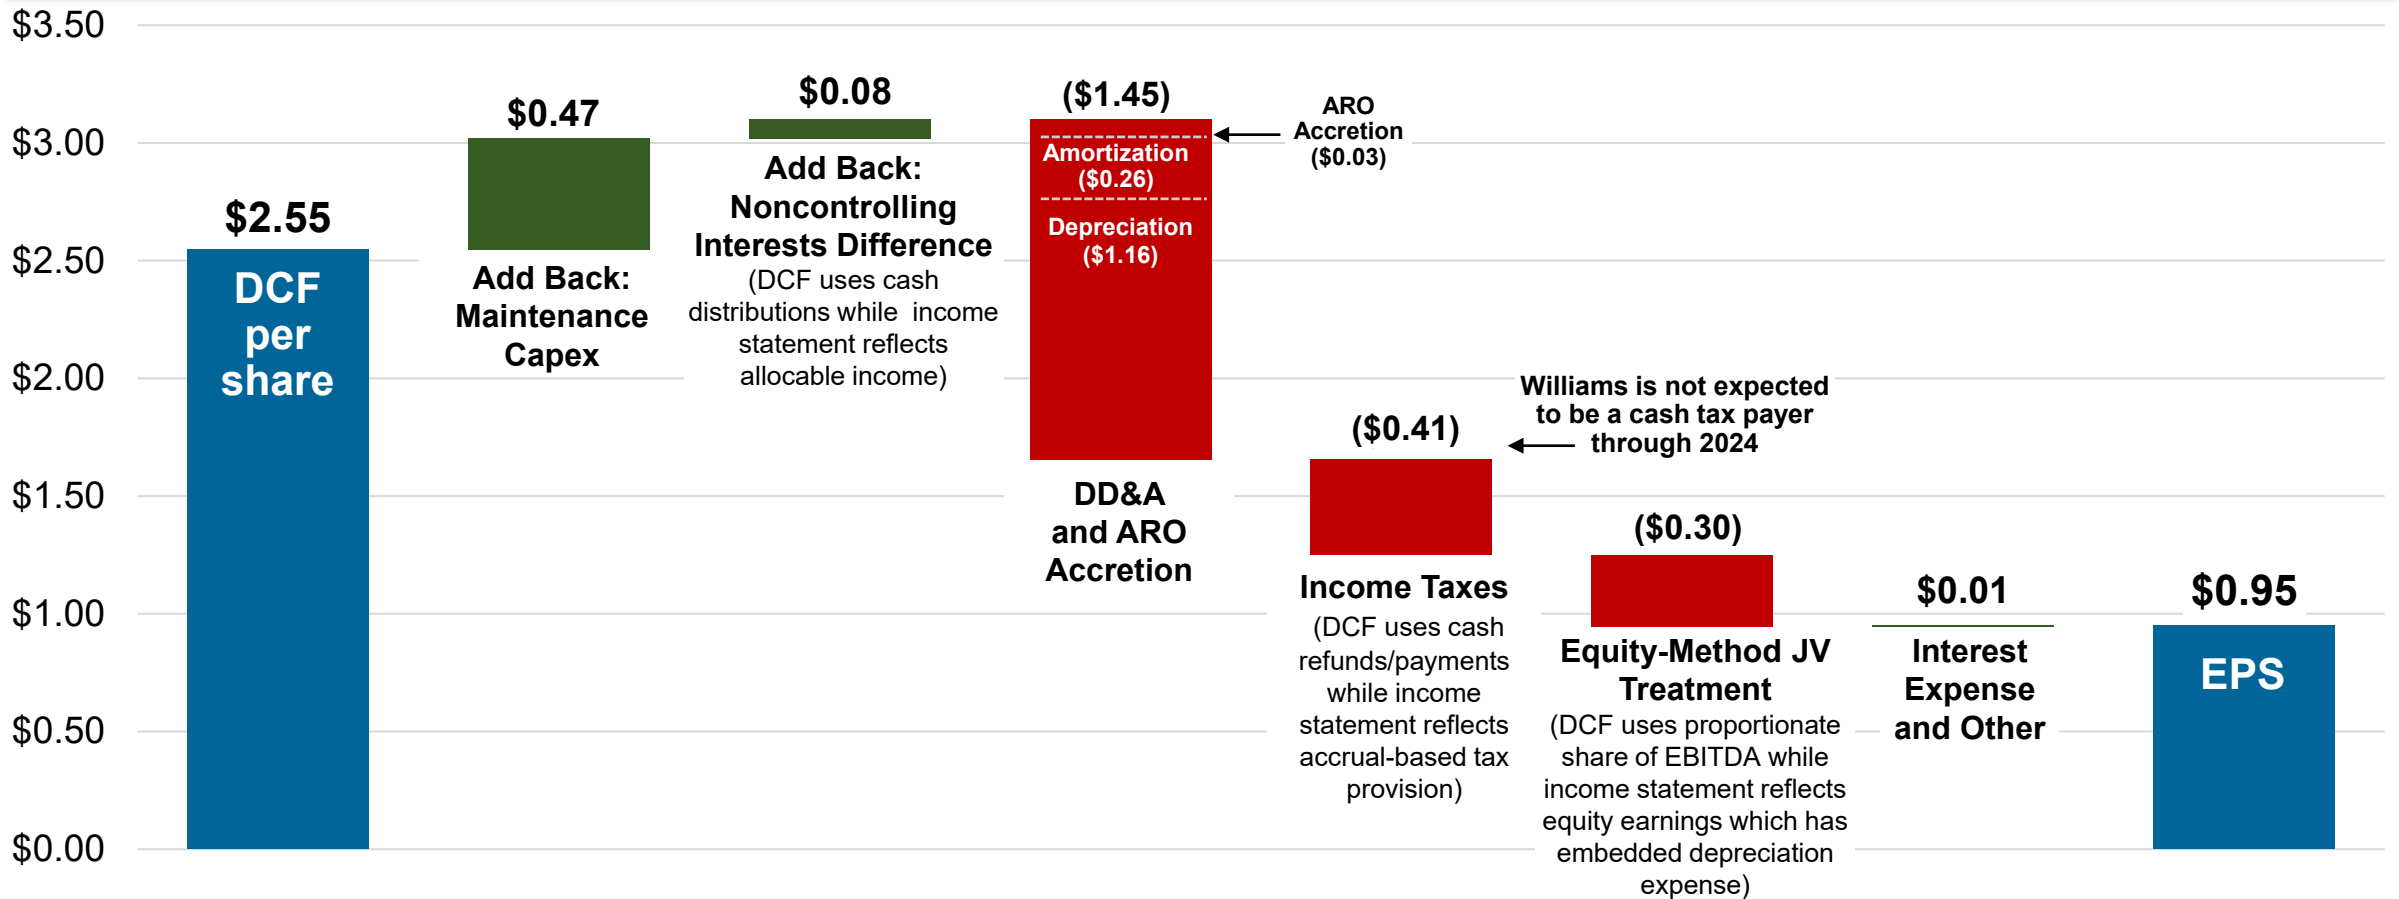 $3.50
$3.00
$2.50
$2.00
$1.50
$1.00
$0.50
$0.00
$2.55
DCF
per
share
$0.47
Add Back:
Maintenance
Capex
$0.08
Add Back:
Noncontrolling
Interests Difference
(DCF uses cash
distributions while income
statement reflects
allocable income)
($1.45)
Amortization
($0.26)
Depreciation
($1.16)
DD&A
and ARO
Accretion
ARO
Accretion
($0.03)
($0.41)
Income Taxes
(DCF uses cash
refunds/payments
while income
statement reflects
accrual-based tax
provision)
Williams is not expected
to be a cash tax payer
through 2024
($0.30)
Equity-Method JV
Treatment
(DCF uses proportionate
share of EBITDA while
income statement reflects
equity earnings which has
embedded depreciation
expense)
$0.01
Interest
Expense
and Other
$0.95
EPS